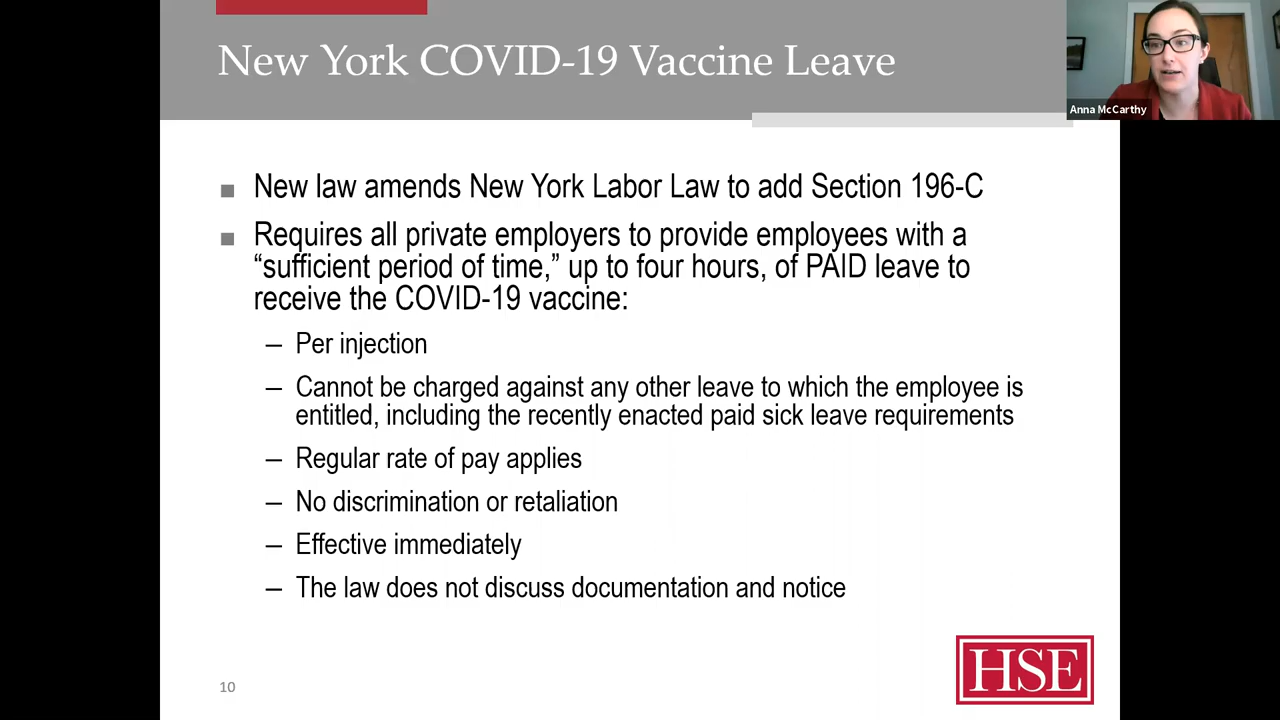 New York COVID-19 Vaccine Leave
Anna McCarthy
■ New law amends New York Labor Law to add Section 196-C
■ Requires all private employers to provide employees with a
“sufficient period of time,” up to four hours, of PAID leave to
receive the COVID-19 vaccine:
– Per injection
– Cannot be charged against any other leave to which the employee is
entitled, including the recently enacted paid sick leave requirements
– Regular rate of pay applies
– No discrimination or retaliation
– Effective immediately
– The law does not discuss documentation and notice
HSE
10